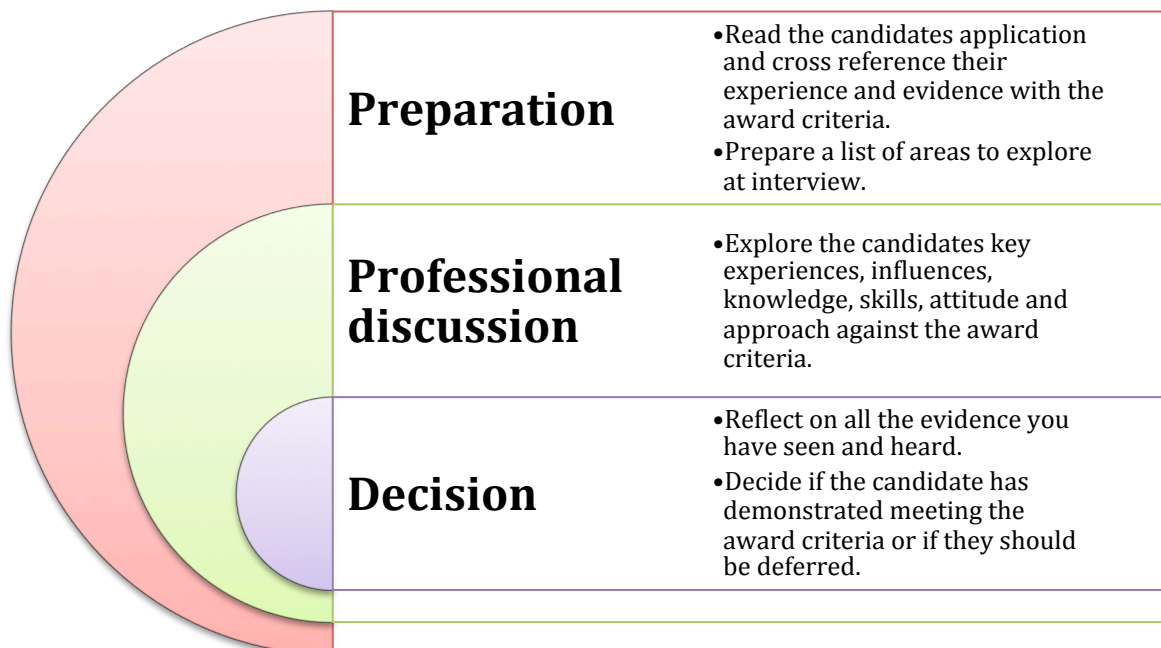 Preparation
•Read the candidates application
and cross reference their
experience and evidence with the
award criteria.
•Prepare a list of areas to explore
at interview.
Professional
discussion
•Explore the candidates key
experiences, influences,
knowledge, skills, attitude and
approach against the award
criteria.
Decision
•Reflect on all the evidence you
have seen and heard.
•Decide if the candidate has
demonstrated meeting the
award criteria or if they should
be deferred.